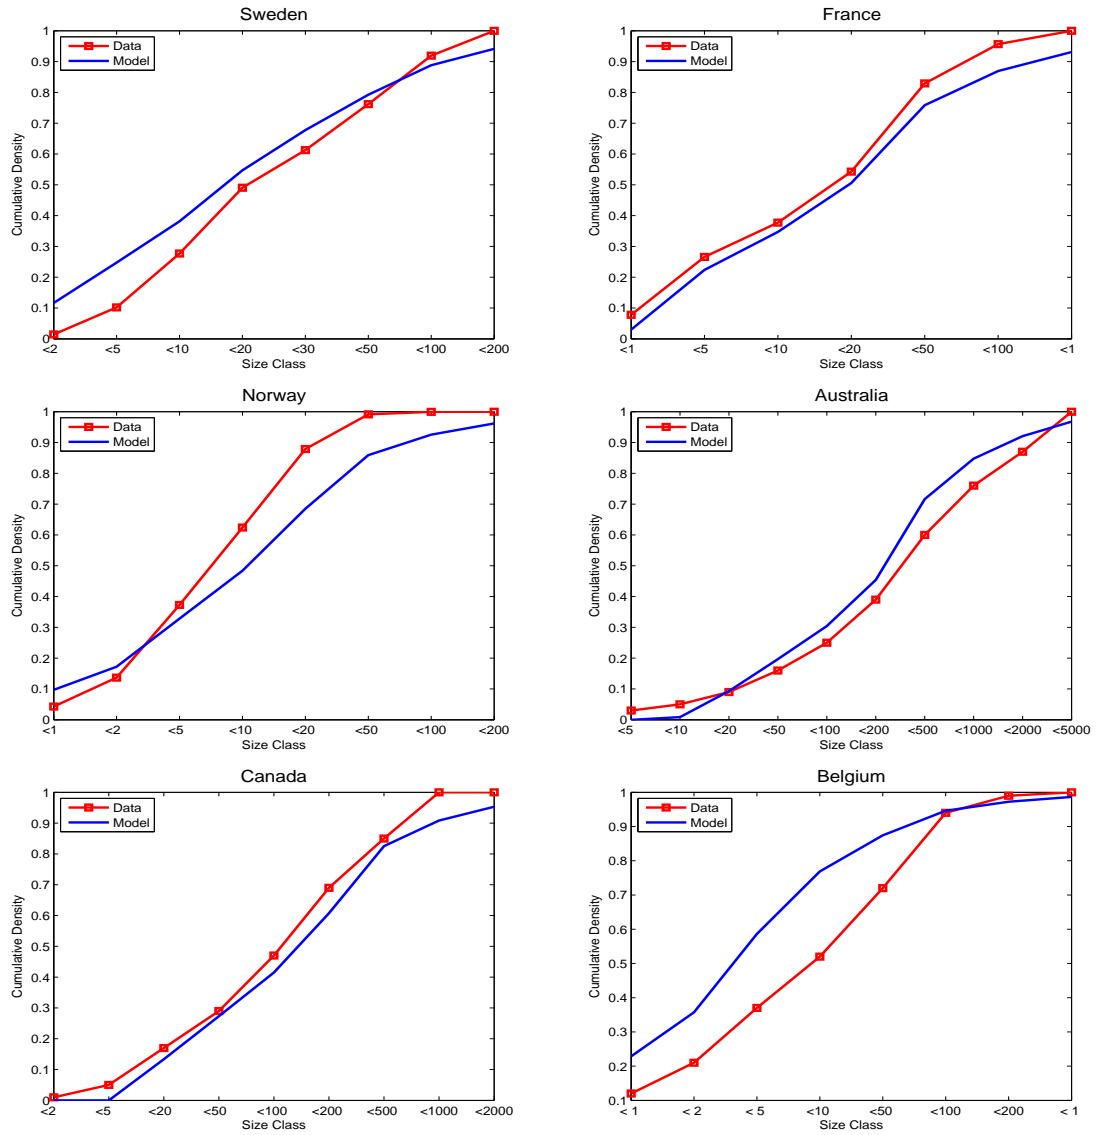 Sweden
1
0.9
0.8
0.7
0.6
0.5
0.4
0.3
0.2
0.1
0
Cumulative Density
Data
Model
<2 <5 <10 <20 <30 <50 <100 <200
Size Class
France
1
0.9
0.8
0.7
0.6
0.5
0.4
0.3
0.2
0.1
0
Cumulative Density
Data
Model
<1 <5 <10 <20 <50 <100 <1
Size Class
Norway
1
0.9
0.8
0.7
0.6
0.5
0.4
0.3
0.2
0.1
0
Cumulative Density
Data
Model
<1 <2 <5 <10 <20 <50 <100 <200
Size Class
Australia
1
0.9
0.8
0.7
0.6
0.5
0.4
0.3
0.2
0.1
0
Cumulative Density
Data
Model
<5 <10 <20 <50 <100 <200 <500 <1000 <2000 <5000
Size Class
Canada
1
0.9
0.8
0.7
0.6
0.5
0.4
0.3
0.2
0.1
0
Cumulative Density
Data
Model
<2 <5 <20 <50 <100 <200 <500 <1000 <2000
Size Class
Belgium
1
0.9
0.8
0.7
0.6
0.5
0.4
0.3
0.2
0.1
Cumulative Density
Data
Model
< 1 < 2 < 5 <10 <50 <100 <200 < 1
Size Class